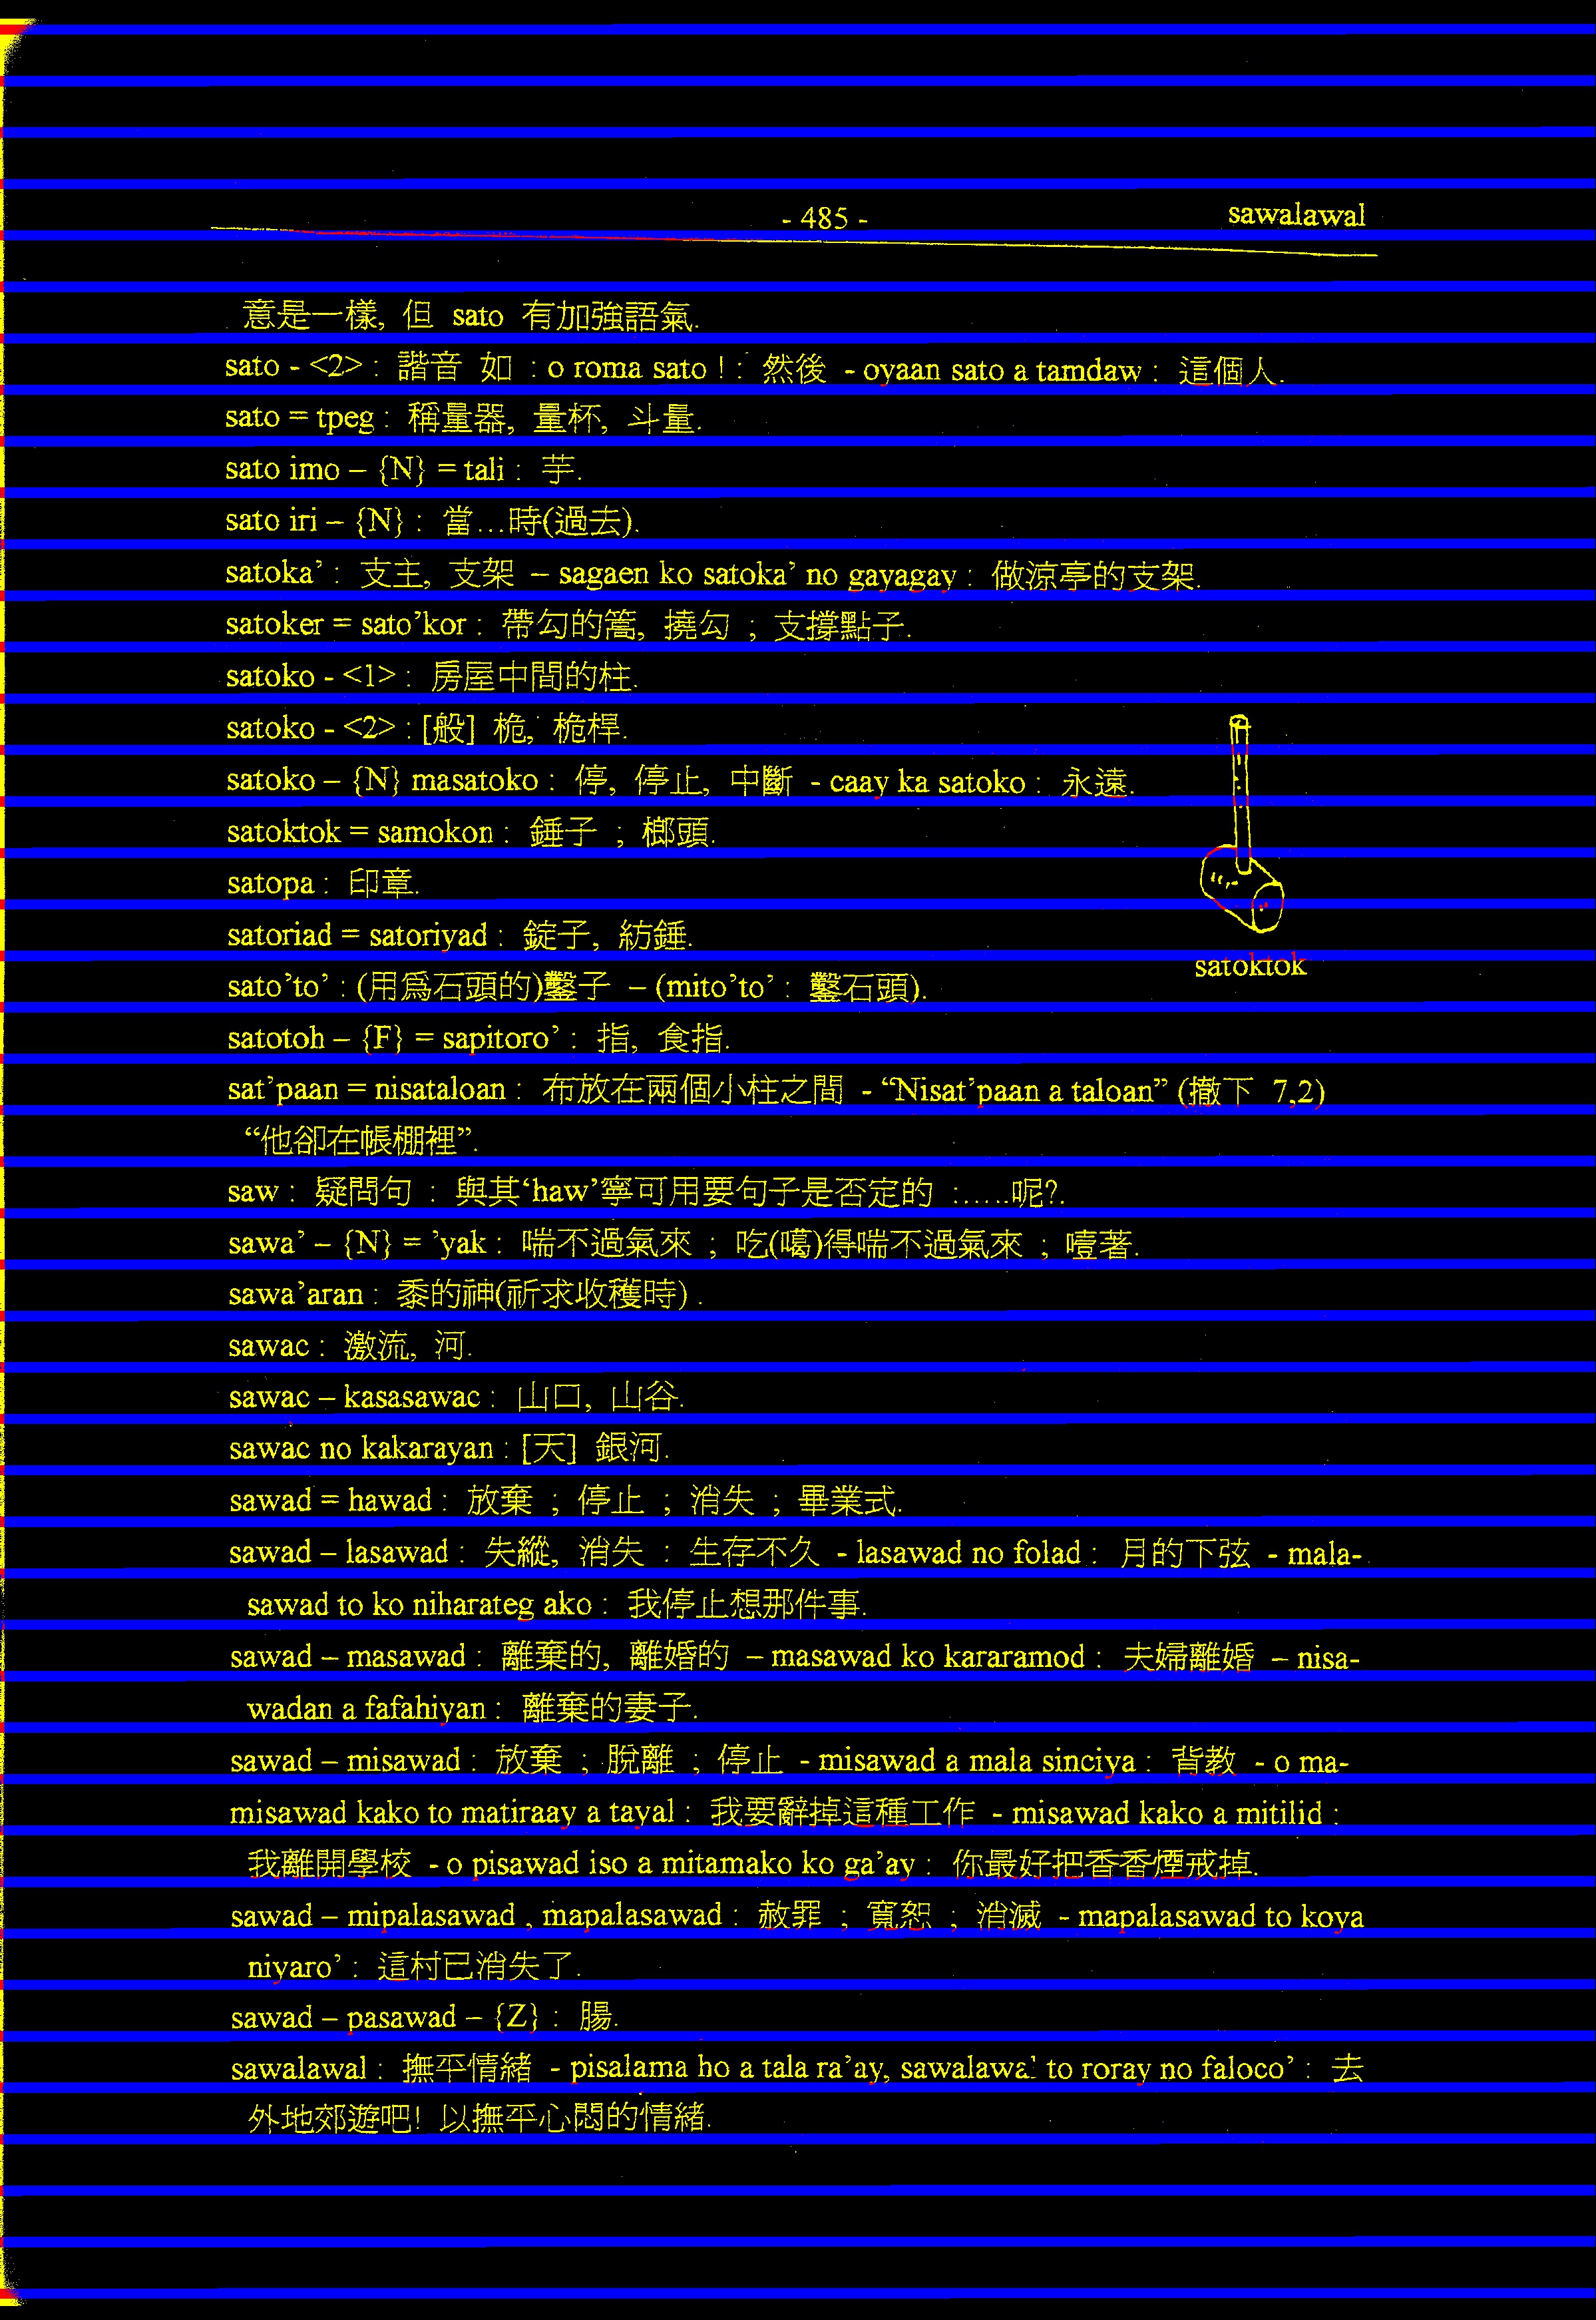 - 485 -
sawalawal
意是一樣, 但 sato 有加強語氣.
sato - <2> : 諧音 如 : o roma sato ! : 然後 - oyaan sato a tamdaw : 這個人.
sato = tpeg : 稱量器, 量杯, 斗量.
sato imo – {N} = tali : 芋.
sato iri – {N} : 當…時(過去).
satoka’ : 支主, 支架 – sagaen ko satoka’ no gayagay : 做涼亭的支架.
satoker = sato’kor : 帶勾的篙, 撓勾 ; 支撐點子.
satoko - <1> : 房屋中間的柱.
satoko - <2> : [般] 桅, 桅桿.
satoko – {N} masatoko : 停, 停止, 中斷 - caay ka satoko : 永遠.
satoktok = samokon : 錘子 ; 榔頭.
satopa : 印章.
satoriad = satoriyad : 錠子, 紡錘.
satoktok
sato’to’ : (用爲石頭的)鑿子 – (mito’to’ : 鑿石頭).
satotoh – {F} = sapitoro’ : 指, 食指.
sat’paan = nisataloan : 布放在兩個小柱之間 - “Nisat’paan a taloan” (撒下 7,2)
“他卻在帳棚裡”.
saw : 疑問句 : 與其‘haw’寧可用要句子是否定的 :……呢?.
sawa’ – {N} = ’yak : 喘不過氣來 ; 吃(噶)得喘不過氣來 ; 噎著.
sawa’aran : 黍的神(祈求收穫時) .
sawac : 激流, 河.
sawac – kasasawac : 山口, 山谷.
sawac no kakarayan : [天] 銀河.
sawad = hawad : 放棄 ; 停止 ; 消失 ; 畢業式.
sawad – lasawad : 失縱, 消失 : 生存不久 - lasawad no folad : 月的下弦 - mala-
sawad to ko niharateg ako : 我停止想那件事.
sawad – masawad : 離棄的, 離婚的 – masawad ko kararamod : 夫婦離婚 – nisa-
wadan a fafahiyan : 離棄的妻子.
sawad – misawad : 放棄 ; 脫離 ; 停止 - misawad a mala sinciya : 背教 - o ma-
misawad kako to matiraay a tayal : 我要辭掉這種工作 - misawad kako a mitilid :
我離開學校 - o pisawad iso a mitamako ko ga’ay : 你最好把香香煙戒掉.
sawad – mipalasawad , mapalasawad : 赦罪 ; 寬恕 ; 消滅 - mapalasawad to koya
niyaro’ : 這村已消失了.
sawad – pasawad – {Z} : 腸.
sawalawal : 撫平情緒 - pisalama ho a tala ra’ay, sawalawal to roray no faloco’ : 去
外地郊遊吧! 以撫平心悶的情緒.